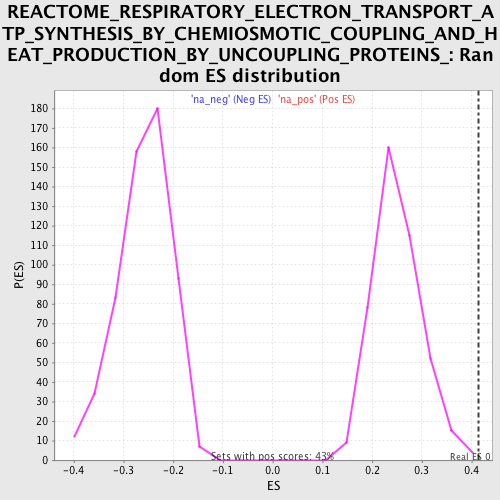 REACTOME_RESPIRATORY_ELECTRON_TRANSPORT_A
TP_SYNTHESIS_BY_CHEMIOSMOTIC_COUPLING_AND_H
EAT_PRODUCTION_BY_UNCOUPLING_PROTEINS_: Ran
dom ES distribution
'na_neg' (Neg ES) 'na_pos' (Pos ES)
180
170
160
150
140
130
120
110
100
90
80
70
60
50
40
30
20
10
0
P(ES)
Sets with pos scores: 43%
Real ES 0
-0.4 -0.3 -0.2 -0.1 0.0 0.1 0.2 0.3 0.4
ES